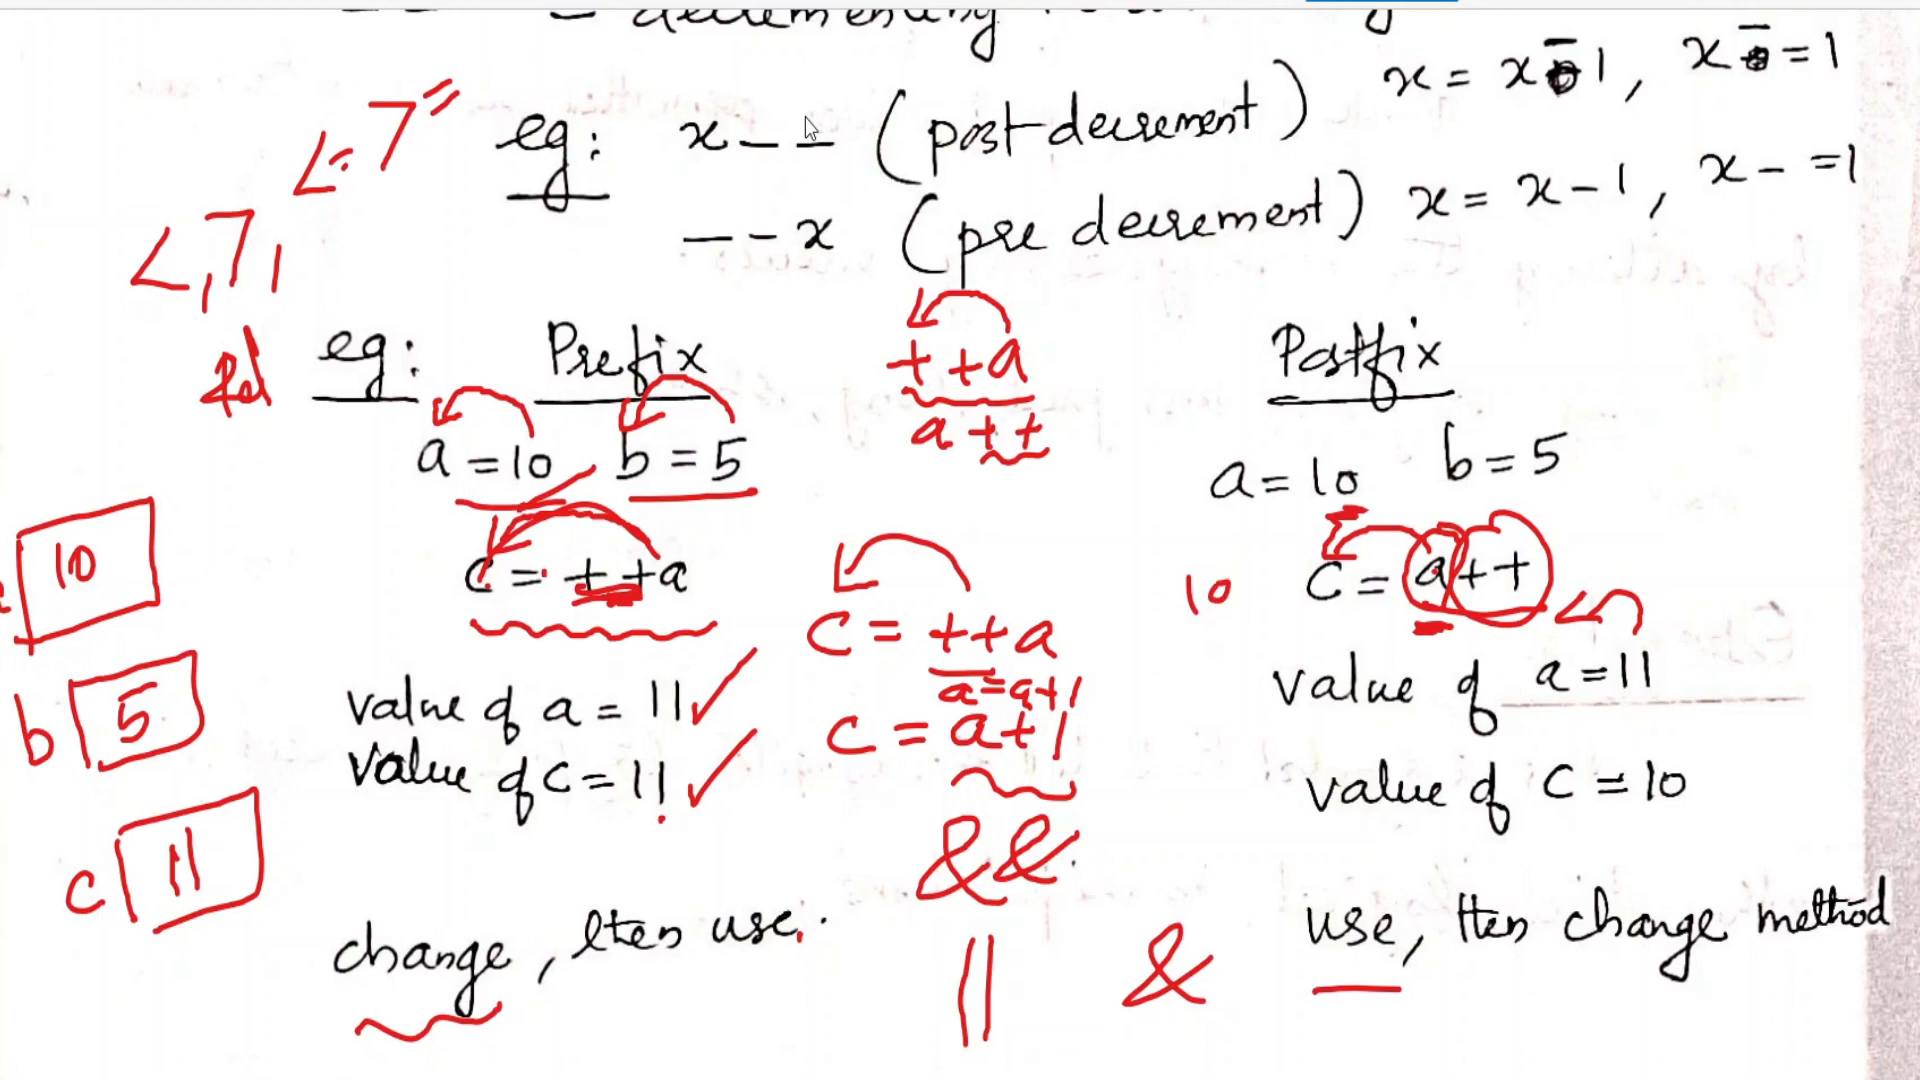 - decrementing
eg: x-- (post-decrement) x = x-1, x-=1
--x (pre decrement) x = x-1, x-=1
<=, >=
<, >,
eg: Prefix
++a
a++
Postfix
a=10 b=5
a=10 b=5
a 10
c = ++a
c = ++a
a=a+1
c = a+1
10 c = a++
b 5
value of a = 11
value of c = 11
value of a = 11
value of c = 10
c 11
&&
||
&
change, then use.
use, then change method